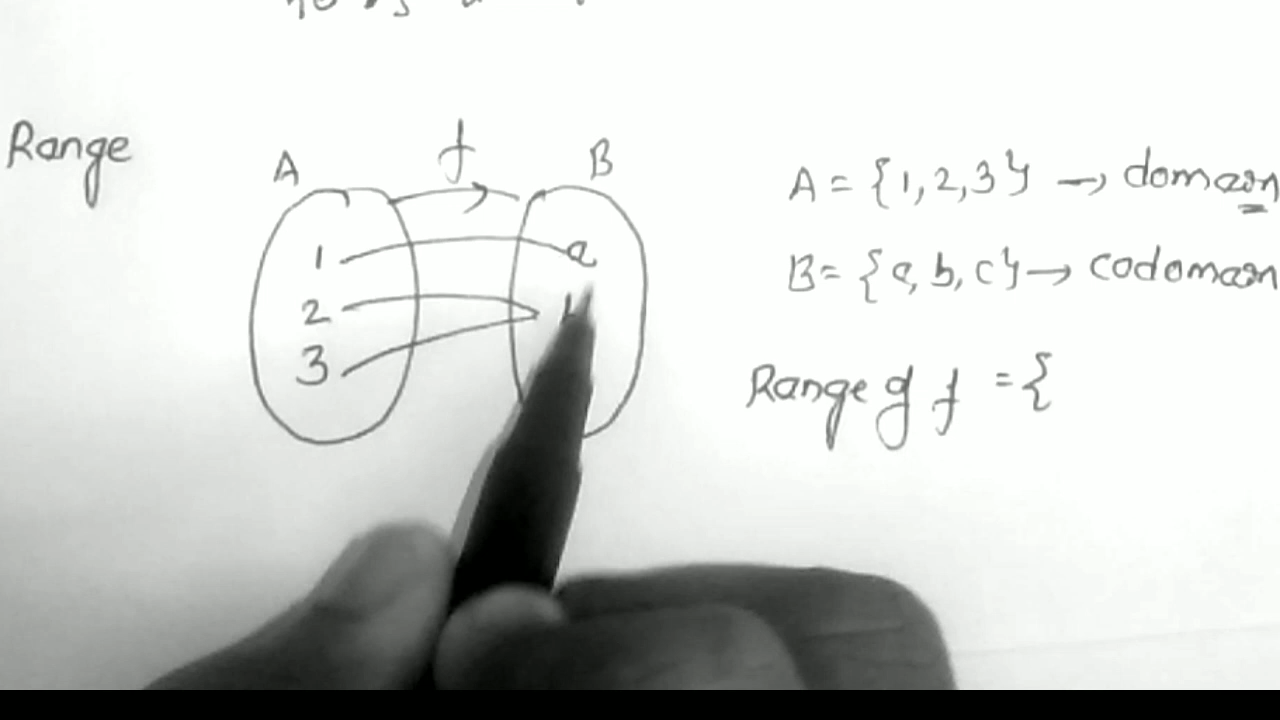 Range
A f B
1 a
2
3
A = {1, 2, 3} → domain
B = {a, b, c} → codomain
Range of f = {